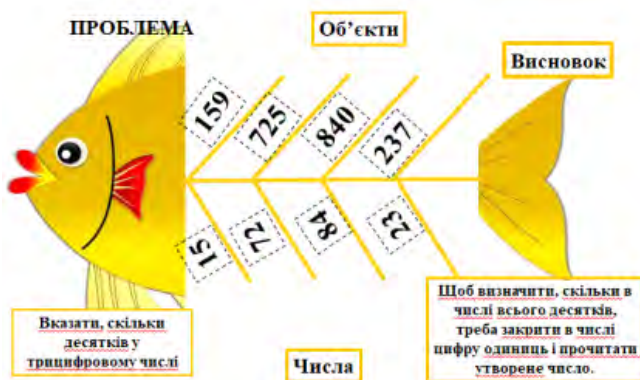 ПРОБЛЕМА
Об’єкти
Висновок
159
725
840
237
15
72
84
23
Вказати, скільки
десятків у
трицифровому числі
Числа
Щоб визначити, скільки в
числі всього десятків,
треба закрити в числі
цифру одиниць і прочитати
утворене число.